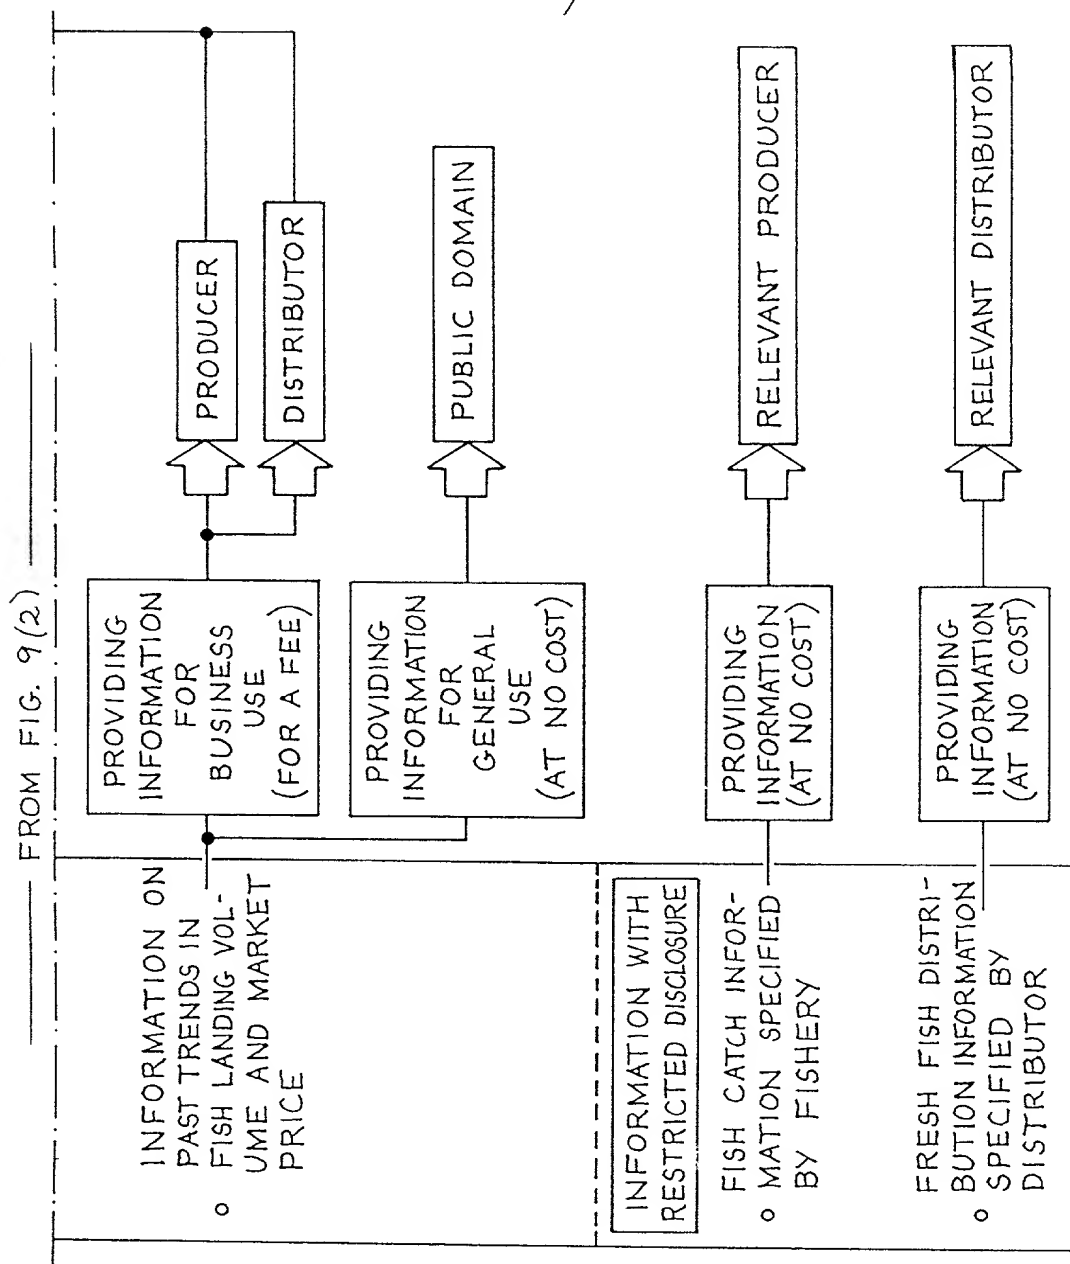 FROM FIG. 9(2)
INFORMATION ON
PAST TRENDS IN
FISH LANDING VOL-
UME AND MARKET
PRICE
PROVIDING
INFORMATION
FOR
BUSINESS
USE
(FOR A FEE)
PRODUCER
DISTRIBUTOR
PROVIDING
INFORMATION
FOR
GENERAL
USE
(AT NO COST)
PUBLIC DOMAIN
INFORMATION WITH
RESTRICTED DISCLOSURE
FISH CATCH INFOR-
MATION SPECIFIED
BY FISHERY
PROVIDING
INFORMATION
(AT NO COST)
RELEVANT PRODUCER
FRESH FISH DISTRI-
BUTION INFORMATION
SPECIFIED BY
DISTRIBUTOR
PROVIDING
INFORMATION
(AT NO COST)
RELEVANT DISTRIBUTOR